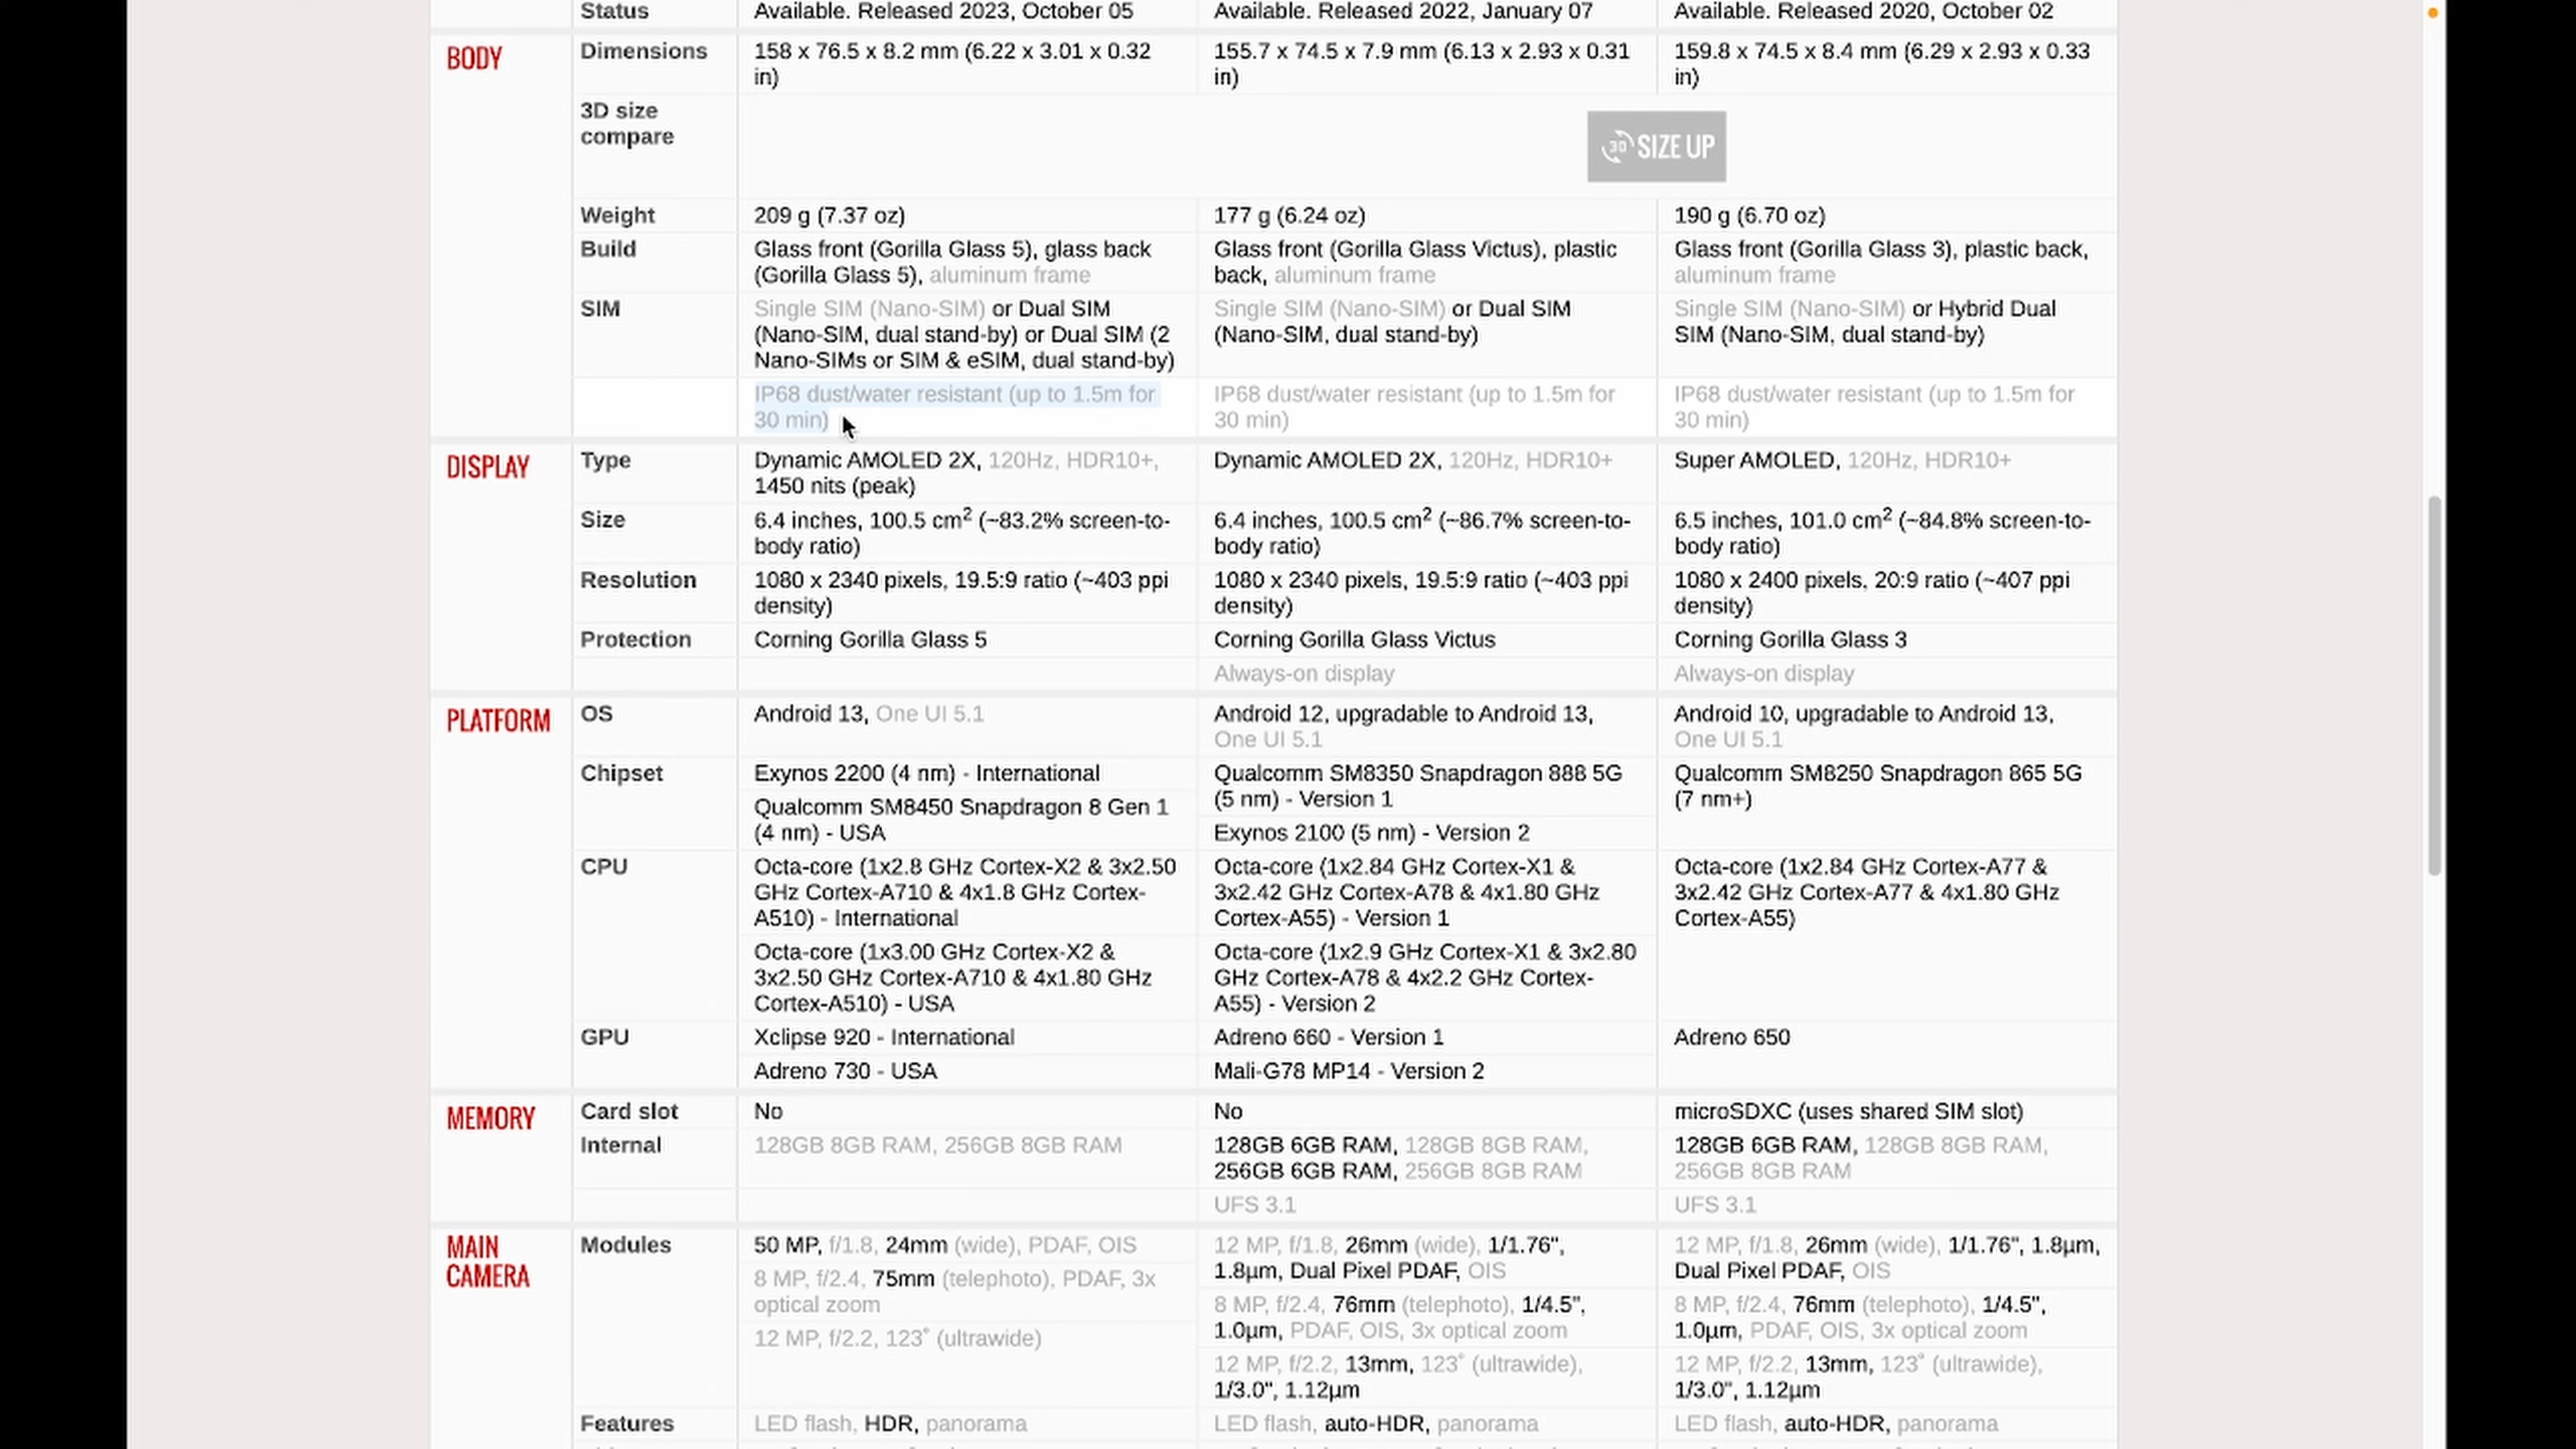 Status
Available. Released 2023, October 05
Available. Released 2022, January 07
Available. Released 2020, October 02
BODY
Dimensions
158 x 76.5 x 8.2 mm (6.22 x 3.01 x 0.32
in)
155.7 x 74.5 x 7.9 mm (6.13 x 2.93 x 0.31
in)
159.8 x 74.5 x 8.4 mm (6.29 x 2.93 x 0.33
in)
3D size
compare
3D SIZE UP
Weight
209 g (7.37 oz)
177 g (6.24 oz)
190 g (6.70 oz)
Build
Glass front (Gorilla Glass 5), glass back
(Gorilla Glass 5), aluminum frame
Glass front (Gorilla Glass Victus), plastic
back, aluminum frame
Glass front (Gorilla Glass 3), plastic back,
aluminum frame
SIM
Single SIM (Nano-SIM) or Dual SIM
(Nano-SIM, dual stand-by) or Dual SIM (2
Nano-SIMs or SIM & eSIM, dual stand-by)
Single SIM (Nano-SIM) or Dual SIM
(Nano-SIM, dual stand-by)
Single SIM (Nano-SIM) or Hybrid Dual
SIM (Nano-SIM, dual stand-by)
IP68 dust/water resistant (up to 1.5m for
30 min)
IP68 dust/water resistant (up to 1.5m for
30 min)
IP68 dust/water resistant (up to 1.5m for
30 min)
DISPLAY
Type
Dynamic AMOLED 2X, 120Hz, HDR10+,
1450 nits (peak)
Dynamic AMOLED 2X, 120Hz, HDR10+
Super AMOLED, 120Hz, HDR10+
Size
6.4 inches, 100.5 cm2 (~83.2% screen-to-
body ratio)
6.4 inches, 100.5 cm2 (~86.7% screen-to-
body ratio)
6.5 inches, 101.0 cm2 (~84.8% screen-to-
body ratio)
Resolution
1080 x 2340 pixels, 19.5:9 ratio (~403 ppi
density)
1080 x 2340 pixels, 19.5:9 ratio (~403 ppi
density)
1080 x 2400 pixels, 20:9 ratio (~407 ppi
density)
Protection
Corning Gorilla Glass 5
Corning Gorilla Glass Victus
Corning Gorilla Glass 3
Always-on display
Always-on display
PLATFORM
OS
Android 13, One UI 5.1
Android 12, upgradable to Android 13,
One UI 5.1
Android 10, upgradable to Android 13,
One UI 5.1
Chipset
Exynos 2200 (4 nm) - International
Qualcomm SM8450 Snapdragon 8 Gen 1
(4 nm) - USA
Qualcomm SM8350 Snapdragon 888 5G
(5 nm) - Version 1
Exynos 2100 (5 nm) - Version 2
Qualcomm SM8250 Snapdragon 865 5G
(7 nm+)
CPU
Octa-core (1x2.8 GHz Cortex-X2 & 3x2.50
GHz Cortex-A710 & 4x1.8 GHz Cortex-
A510) - International
Octa-core (1x3.00 GHz Cortex-X2 &
3x2.50 GHz Cortex-A710 & 4x1.80 GHz
Cortex-A510) - USA
Octa-core (1x2.84 GHz Cortex-X1 &
3x2.42 GHz Cortex-A78 & 4x1.80 GHz
Cortex-A55) - Version 1
Octa-core (1x2.9 GHz Cortex-X1 & 3x2.80
GHz Cortex-A78 & 4x2.2 GHz Cortex-
A55) - Version 2
Octa-core (1x2.84 GHz Cortex-A77 &
3x2.42 GHz Cortex-A77 & 4x1.80 GHz
Cortex-A55)
GPU
Xclipse 920 - International
Adreno 730 - USA
Adreno 660 - Version 1
Mali-G78 MP14 - Version 2
Adreno 650
MEMORY
Card slot
No
No
microSDXC (uses shared SIM slot)
Internal
128GB 8GB RAM, 256GB 8GB RAM
128GB 6GB RAM, 128GB 8GB RAM,
256GB 6GB RAM, 256GB 8GB RAM
128GB 6GB RAM, 128GB 8GB RAM,
256GB 8GB RAM
UFS 3.1
UFS 3.1
MAIN
CAMERA
Modules
50 MP, f/1.8, 24mm (wide), PDAF, OIS
8 MP, f/2.4, 75mm (telephoto), PDAF, 3x
optical zoom
12 MP, f/2.2, 123˚ (ultrawide)
12 MP, f/1.8, 26mm (wide), 1/1.76",
1.8µm, Dual Pixel PDAF, OIS
8 MP, f/2.4, 76mm (telephoto), 1/4.5",
1.0µm, PDAF, OIS, 3x optical zoom
12 MP, f/2.2, 13mm, 123˚ (ultrawide),
1/3.0", 1.12µm
12 MP, f/1.8, 26mm (wide), 1/1.76", 1.8µm,
Dual Pixel PDAF, OIS
8 MP, f/2.4, 76mm (telephoto), 1/4.5",
1.0µm, PDAF, OIS, 3x optical zoom
12 MP, f/2.2, 13mm, 123˚ (ultrawide),
1/3.0", 1.12µm
Features
LED flash, HDR, panorama
LED flash, auto-HDR, panorama
LED flash, auto-HDR, panorama